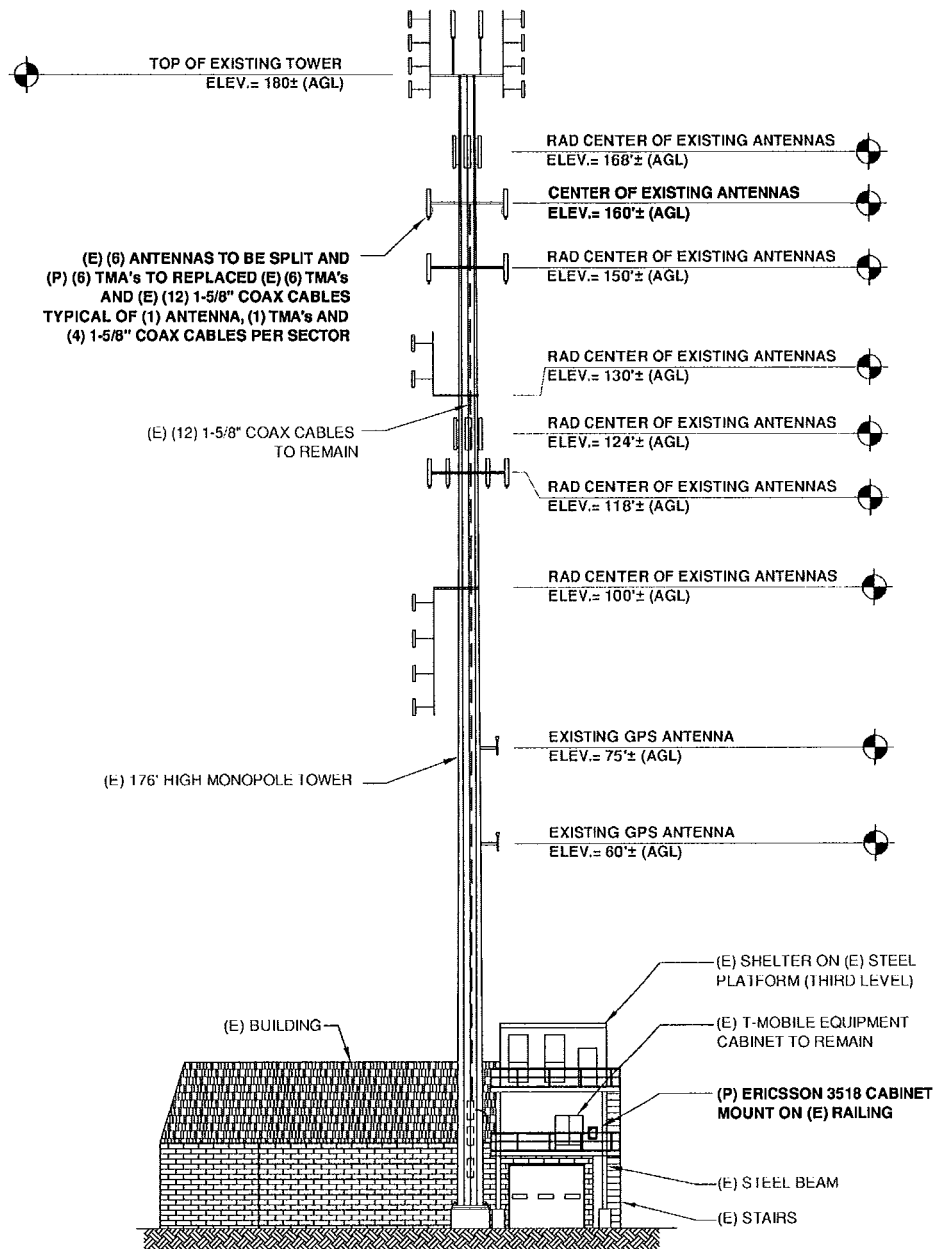 TOP OF EXISTING TOWER
ELEV.= 180± (AGL)
RAD CENTER OF EXISTING ANTENNAS
ELEV.= 168'± (AGL)
CENTER OF EXISTING ANTENNAS
ELEV.= 160'± (AGL)
(E) (6) ANTENNAS TO BE SPLIT AND
(P) (6) TMA's TO REPLACED (E) (6) TMA's
AND (E) (12) 1-5/8" COAX CABLES
TYPICAL OF (1) ANTENNA, (1) TMA's AND
(4) 1-5/8" COAX CABLES PER SECTOR
RAD CENTER OF EXISTING ANTENNAS
ELEV.= 150'± (AGL)
RAD CENTER OF EXISTING ANTENNAS
ELEV.= 130'± (AGL)
(E) (12) 1-5/8" COAX CABLES
TO REMAIN
RAD CENTER OF EXISTING ANTENNAS
ELEV.= 124'± (AGL)
RAD CENTER OF EXISTING ANTENNAS
ELEV.= 118'± (AGL)
RAD CENTER OF EXISTING ANTENNAS
ELEV.= 100'± (AGL)
EXISTING GPS ANTENNA
ELEV.= 75'± (AGL)
(E) 176' HIGH MONOPOLE TOWER
EXISTING GPS ANTENNA
ELEV.= 60'± (AGL)
(E) SHELTER ON (E) STEEL
PLATFORM (THIRD LEVEL)
(E) BUILDING
(E) T-MOBILE EQUIPMENT
CABINET TO REMAIN
(P) ERICSSON 3518 CABINET
MOUNT ON (E) RAILING
(E) STEEL BEAM
(E) STAIRS